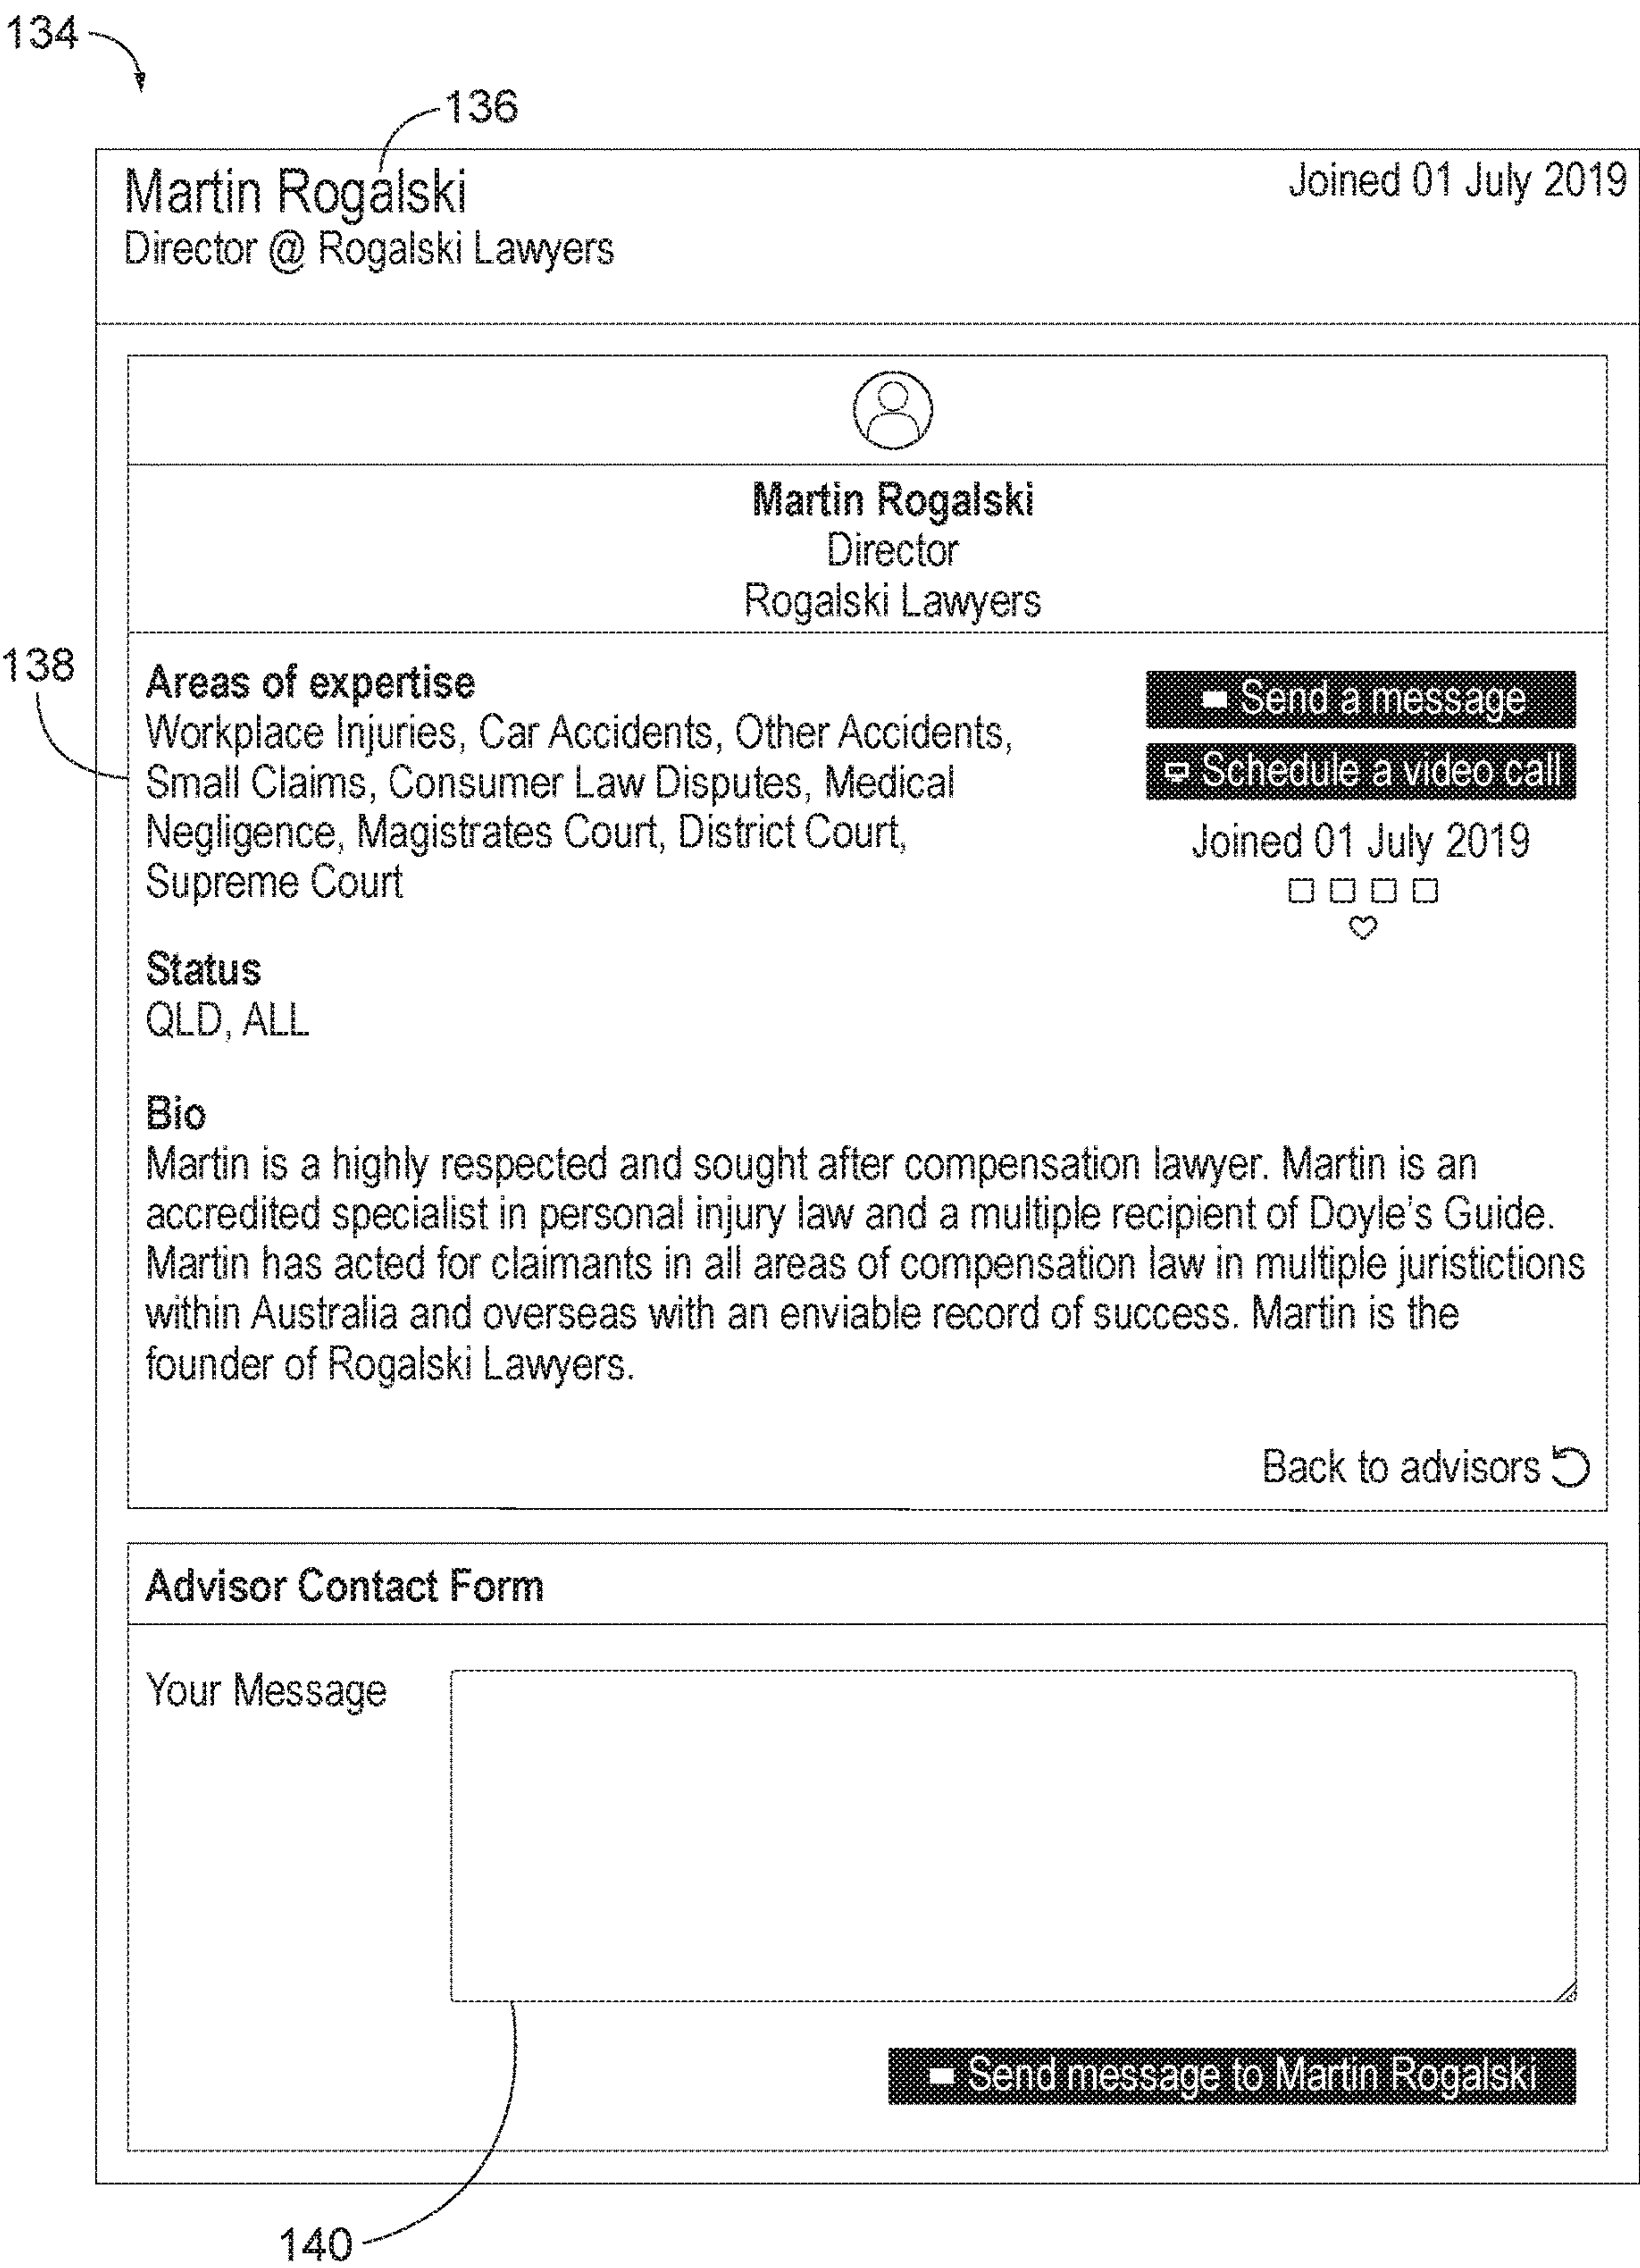 134
136
Martin Rogalski
Joined 01 July 2019
Director @ Rogalski Lawyers
Martin Rogalski
Director
Rogalski Lawyers
138
Areas of expertise
Workplace Injuries, Car Accidents, Other Accidents,
Small Claims, Consumer Law Disputes, Medical
Negligence, Magistrates Court, District Court,
Supreme Court
Send a message
Schedule a video call
Joined 01 July 2019
Status
QLD, ALL
Bio
Martin is a highly respected and sought after compensation lawyer. Martin is an
accredited specialist in personal injury law and a multiple recipient of Doyle's Guide.
Martin has acted for claimants in all areas of compensation law in multiple juristictions
within Australia and overseas with an enviable record of success. Martin is the
founder of Rogalski Lawyers.
Back to advisors
Advisor Contact Form
Your Message
Send message to Martin Rogalski
140